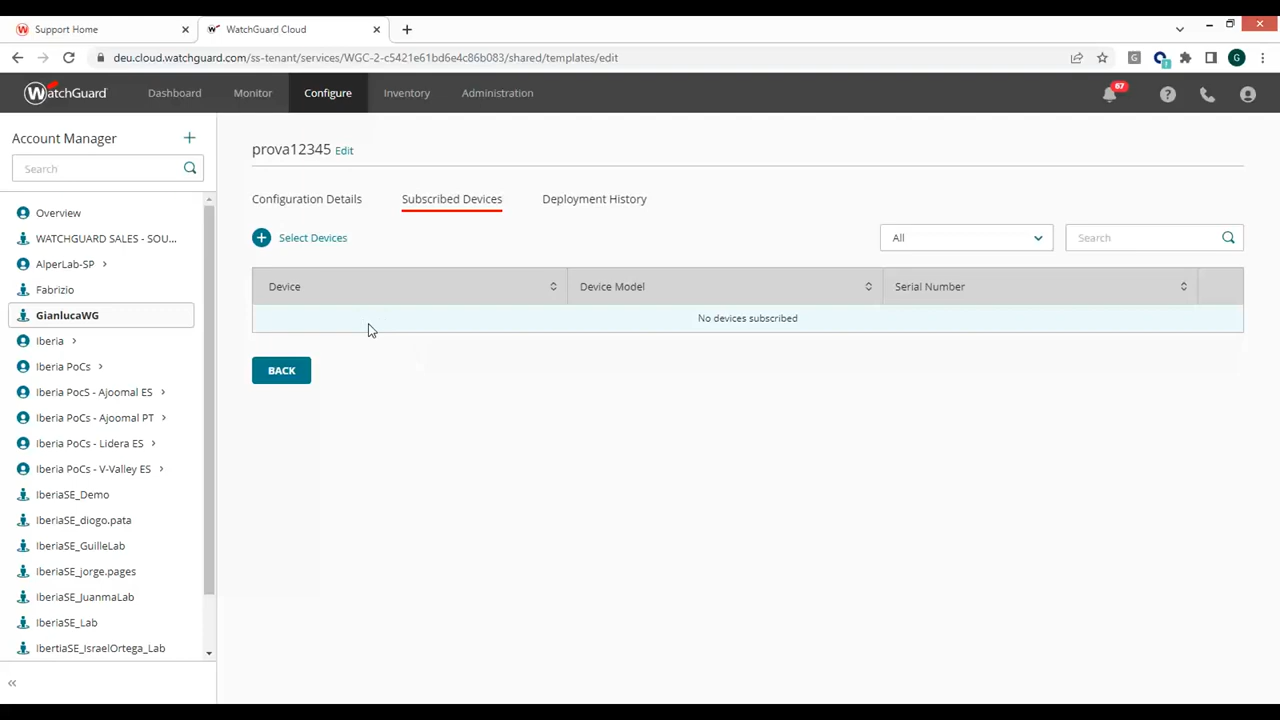 Support Home
WatchGuard Cloud
deu.cloud.watchguard.com/ss-tenant/services/WGC-2-c5421e61bd6e4c86b083/shared/templates/edit
WatchGuard
Dashboard
Monitor
Configure
Inventory
Administration
67
Account Manager
Search
Overview
WATCHGUARD SALES - SOU...
AlperLab-SP
Fabrizio
GianlucaWG
Iberia
Iberia PoCs
Iberia PocS - Ajoomal ES
Iberia PoCs - Ajoomal PT
Iberia PoCs - Lidera ES
Iberia PoCs - V-Valley ES
IberiaSE_Demo
IberiaSE_diogo.pata
IberiaSE_GuilleLab
IberiaSE_jorge.pages
IberiaSE_JuanmaLab
IberiaSE_Lab
IbertiaSE_IsraelOrtega_Lab
prova12345 Edit
Configuration Details
Subscribed Devices
Deployment History
Select Devices
All
Search
Device
Device Model
Serial Number
No devices subscribed
BACK